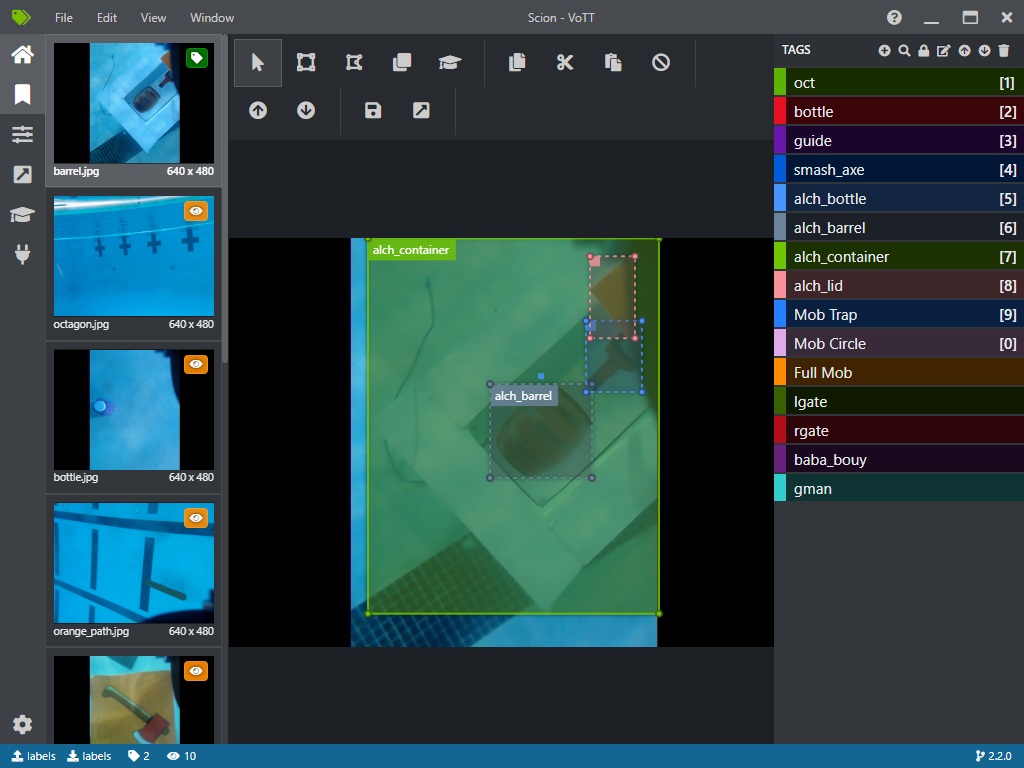 File Edit View Window Scion - VoTT
barrel.jpg 640 x 480
octagon.jpg 640 x 480
bottle.jpg 640 x 480
orange_path.jpg 640 x 480
alch_container
alch_barrel
TAGS
oct [1]
bottle [2]
guide [3]
smash_axe [4]
alch_bottle [5]
alch_barrel [6]
alch_container [7]
alch_lid [8]
Mob Trap [9]
Mob Circle [0]
Full Mob
lgate
rgate
baba_bouy
gman
labels labels 2 10 2.2.0